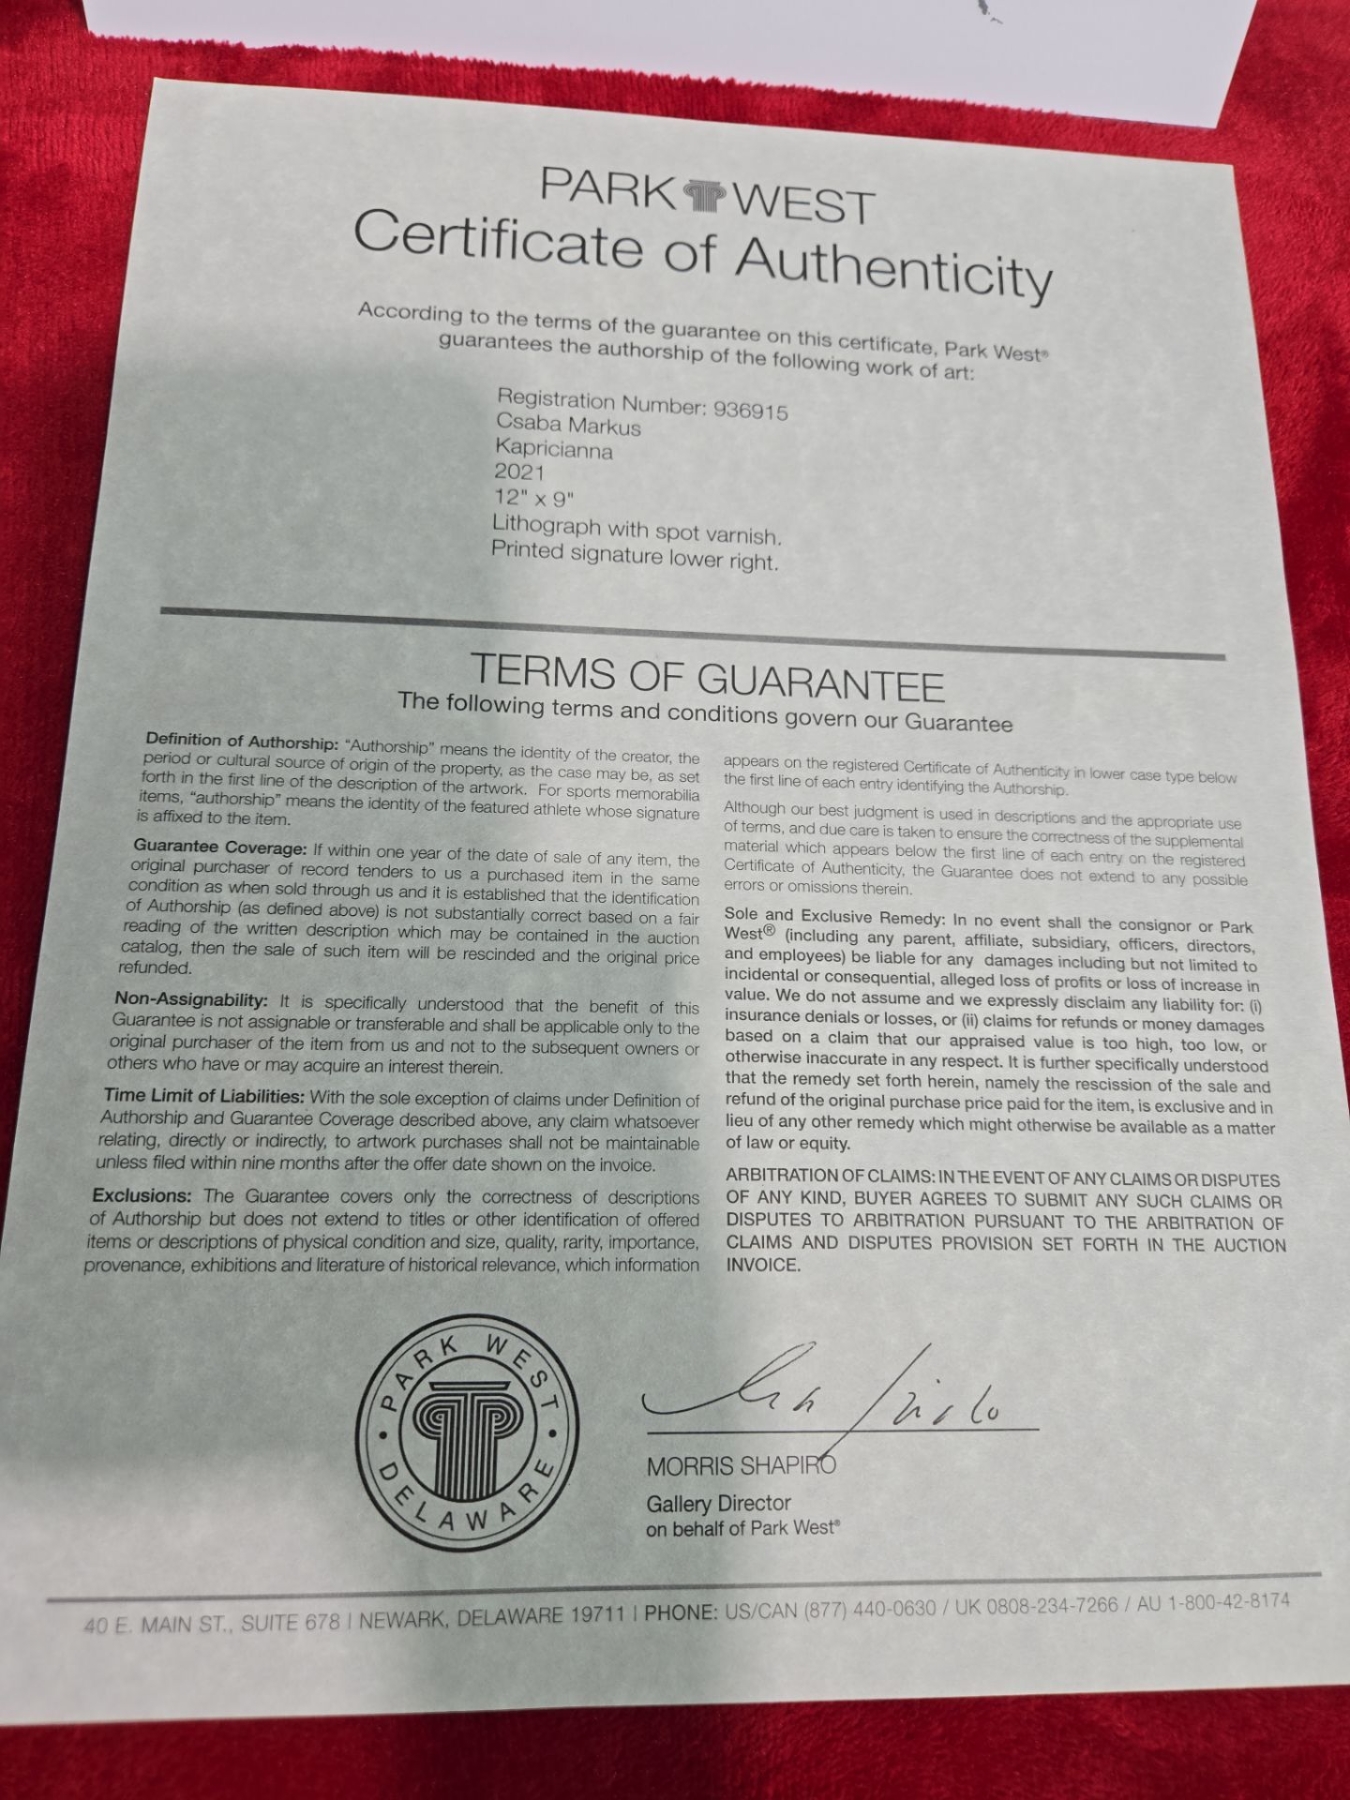 PARK WEST
Certificate of Authenticity
According to the terms of the guarantee on this certificate, Park West®
guarantees the authorship of the following work of art:
Registration Number: 936915
Csaba Markus
Kapricianna
2021
12" x 9"
Lithograph with spot varnish.
Printed signature lower right.
TERMS OF GUARANTEE
The following terms and conditions govern our Guarantee
Definition of Authorship: “Authorship” means the identity of the creator, the
period or cultural source of origin of the property, as the case may be, as set
forth in the first line of the description of the artwork. For sports memorabilia
items, “authorship” means the identity of the featured athlete whose signature
is affixed to the item.
Guarantee Coverage: If within one year of the date of sale of any item, the
original purchaser of record tenders to us a purchased item in the same
condition as when sold through us and it is established that the identification
of Authorship (as defined above) is not substantially correct based on a fair
reading of the written description which may be contained in the auction
catalog, then the sale of such item will be rescinded and the original price
refunded.
Non-Assignability: It is specifically understood that the benefit of this
Guarantee is not assignable or transferable and shall be applicable only to the
original purchaser of the item from us and not to the subsequent owners or
others who have or may acquire an interest therein.
Time Limit of Liabilities: With the sole exception of claims under Definition of
Authorship and Guarantee Coverage described above, any claim whatsoever
relating, directly or indirectly, to artwork purchases shall not be maintainable
unless filed within nine months after the offer date shown on the invoice.
Exclusions: The Guarantee covers only the correctness of descriptions
of Authorship but does not extend to titles or other identification of offered
items or descriptions of physical condition and size, quality, rarity, importance,
provenance, exhibitions and literature of historical relevance, which information
appears on the registered Certificate of Authenticity in lower case type below
the first line of each entry identifying the Authorship.
Although our best judgment is used in descriptions and the appropriate use
of terms, and due care is taken to ensure the correctness of the supplemental
material which appears below the first line of each entry on the registered
Certificate of Authenticity, the Guarantee does not extend to any possible
errors or omissions therein.
Sole and Exclusive Remedy: In no event shall the consignor or Park
West® (including any parent, affiliate, subsidiary, officers, directors,
and employees) be liable for any damages including but not limited to
incidental or consequential, alleged loss of profits or loss of increase in
value. We do not assume and we expressly disclaim any liability for: (i)
insurance denials or losses, or (ii) claims for refunds or money damages
based on a claim that our appraised value is too high, too low, or
otherwise inaccurate in any respect. It is further specifically understood
that the remedy set forth herein, namely the rescission of the sale and
refund of the original purchase price paid for the item, is exclusive and in
lieu of any other remedy which might otherwise be available as a matter
of law or equity.
ARBITRATION OF CLAIMS: IN THE EVENT OF ANY CLAIMS OR DISPUTES
OF ANY KIND, BUYER AGREES TO SUBMIT ANY SUCH CLAIMS OR
DISPUTES TO ARBITRATION PURSUANT TO THE ARBITRATION OF
CLAIMS AND DISPUTES PROVISION SET FORTH IN THE AUCTION
INVOICE.
PARK WEST
DELAWARE
MORRIS SHAPIRO
Gallery Director
on behalf of Park West®
40 E. MAIN ST., SUITE 678 | NEWARK, DELAWARE 19711 | PHONE: US/CAN (877) 440-0630 / UK 0808-234-7266 / AU 1-800-42-8174